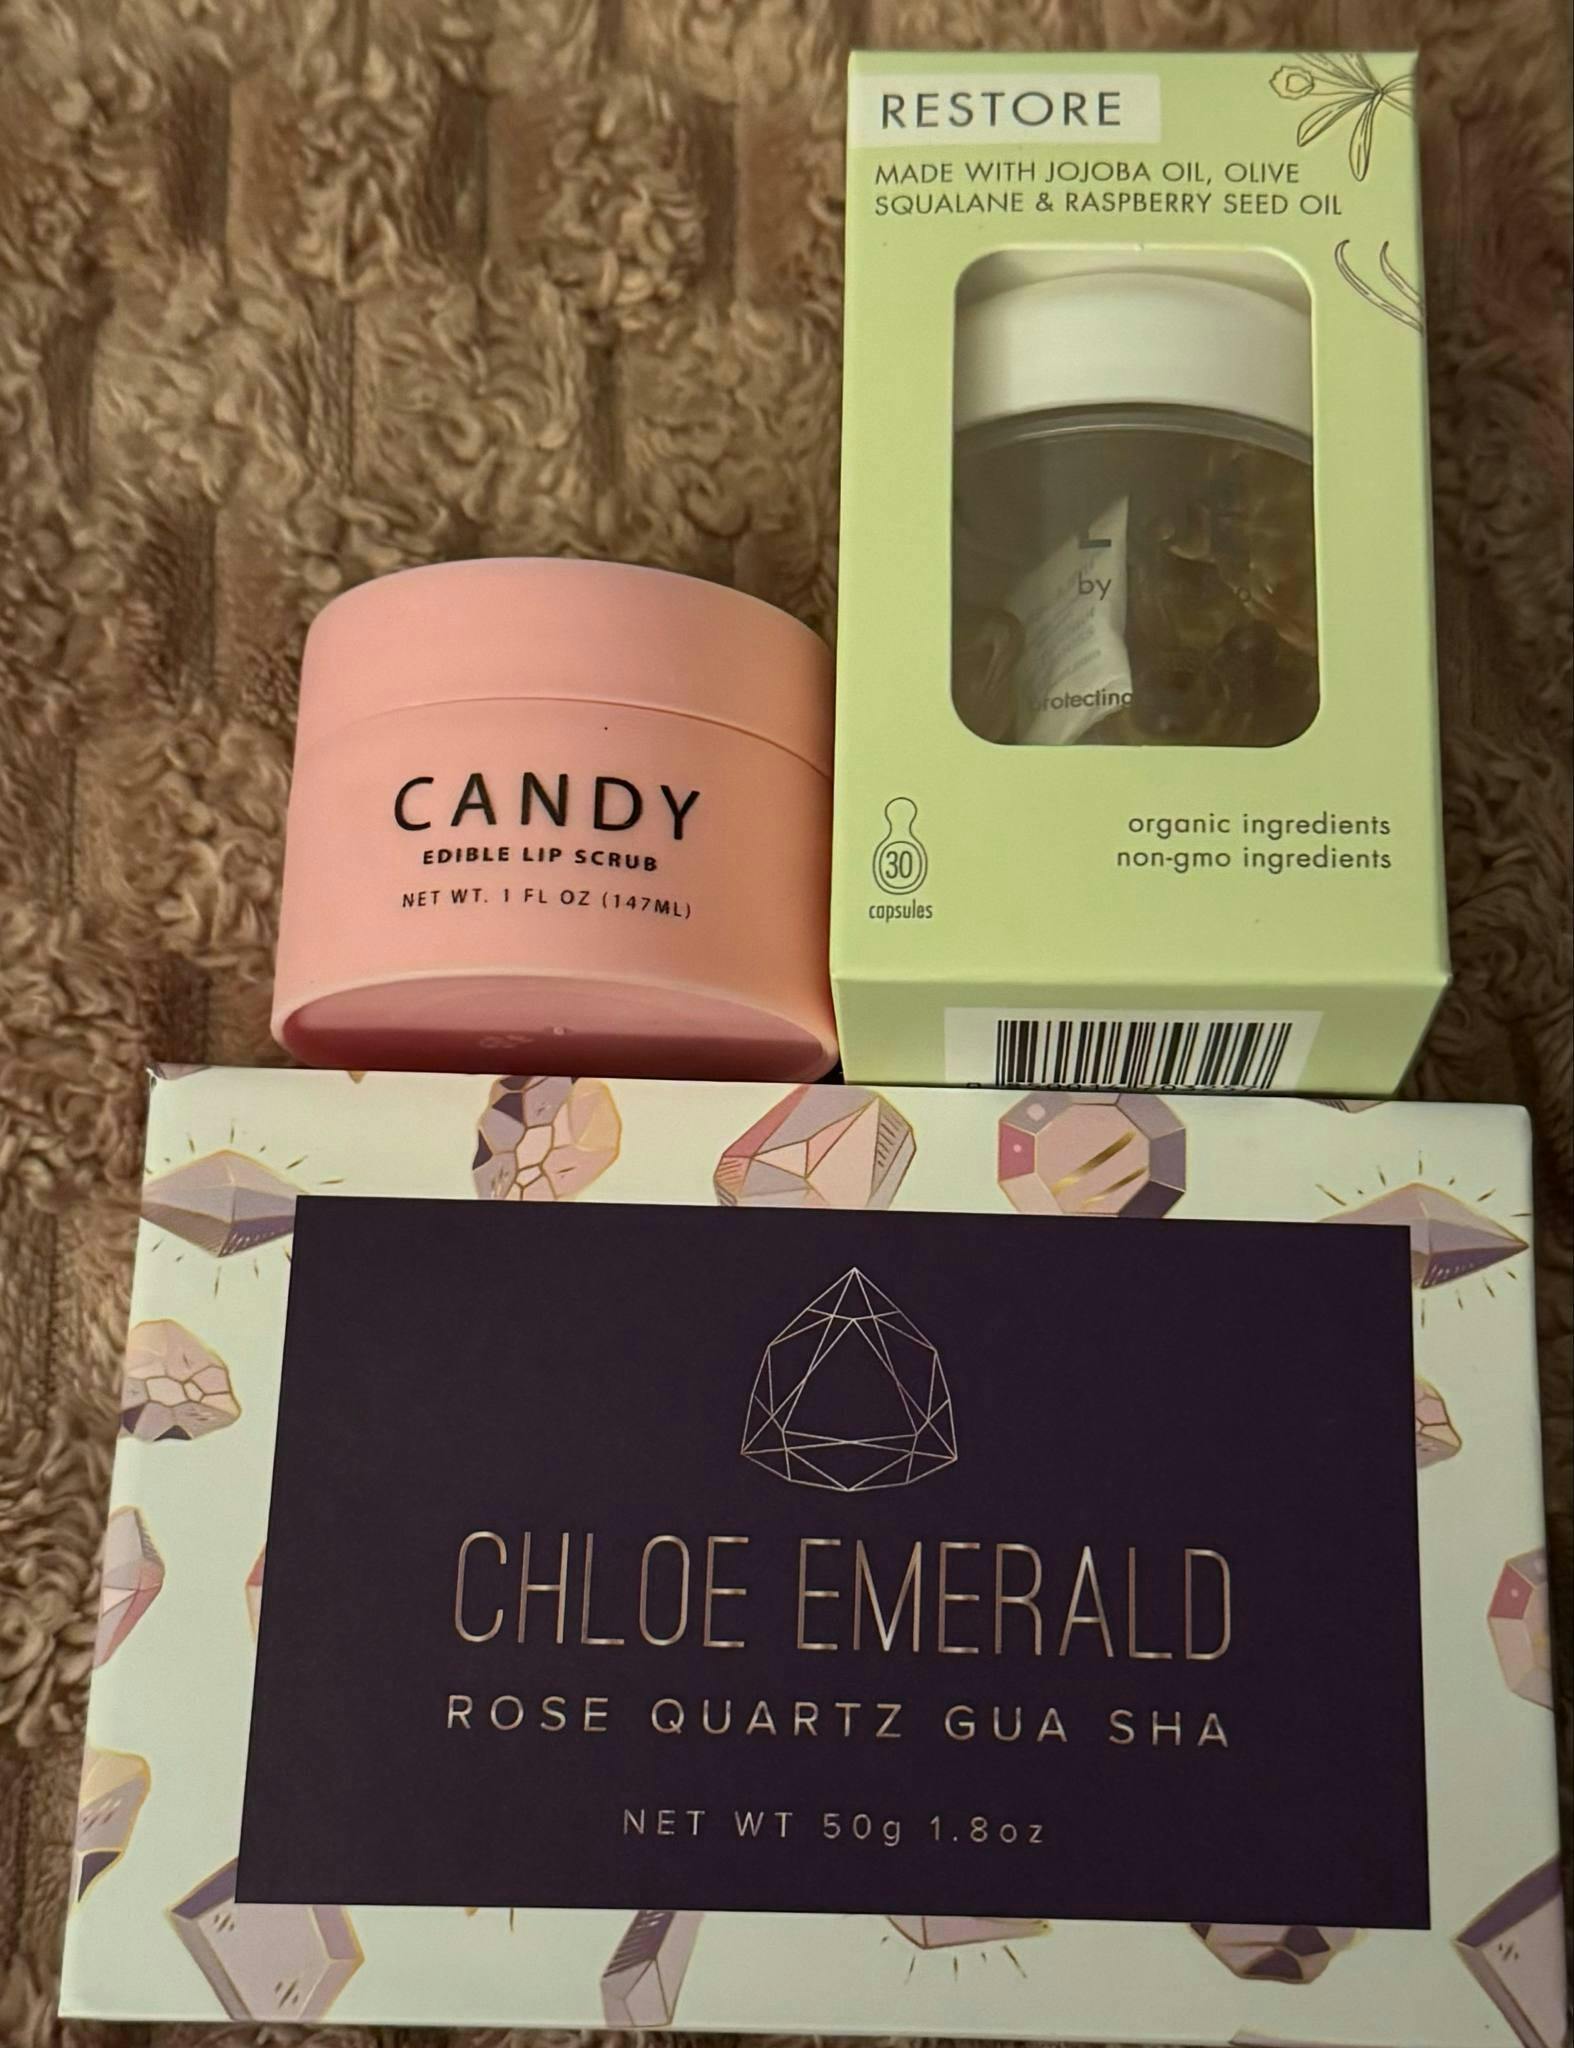 RESTORE
MADE WITH JOJOBA OIL, OLIVE
SQUALANE & RASPBERRY SEED OIL
by
protecting
30
capsules
organic ingredients
non-gmo ingredients
CANDY
EDIBLE LIP SCRUB
NET WT. 1 FL OZ (147ML)
CHLOE EMERALD
ROSE QUARTZ GUA SHA
NET WT 50g 1.8oz